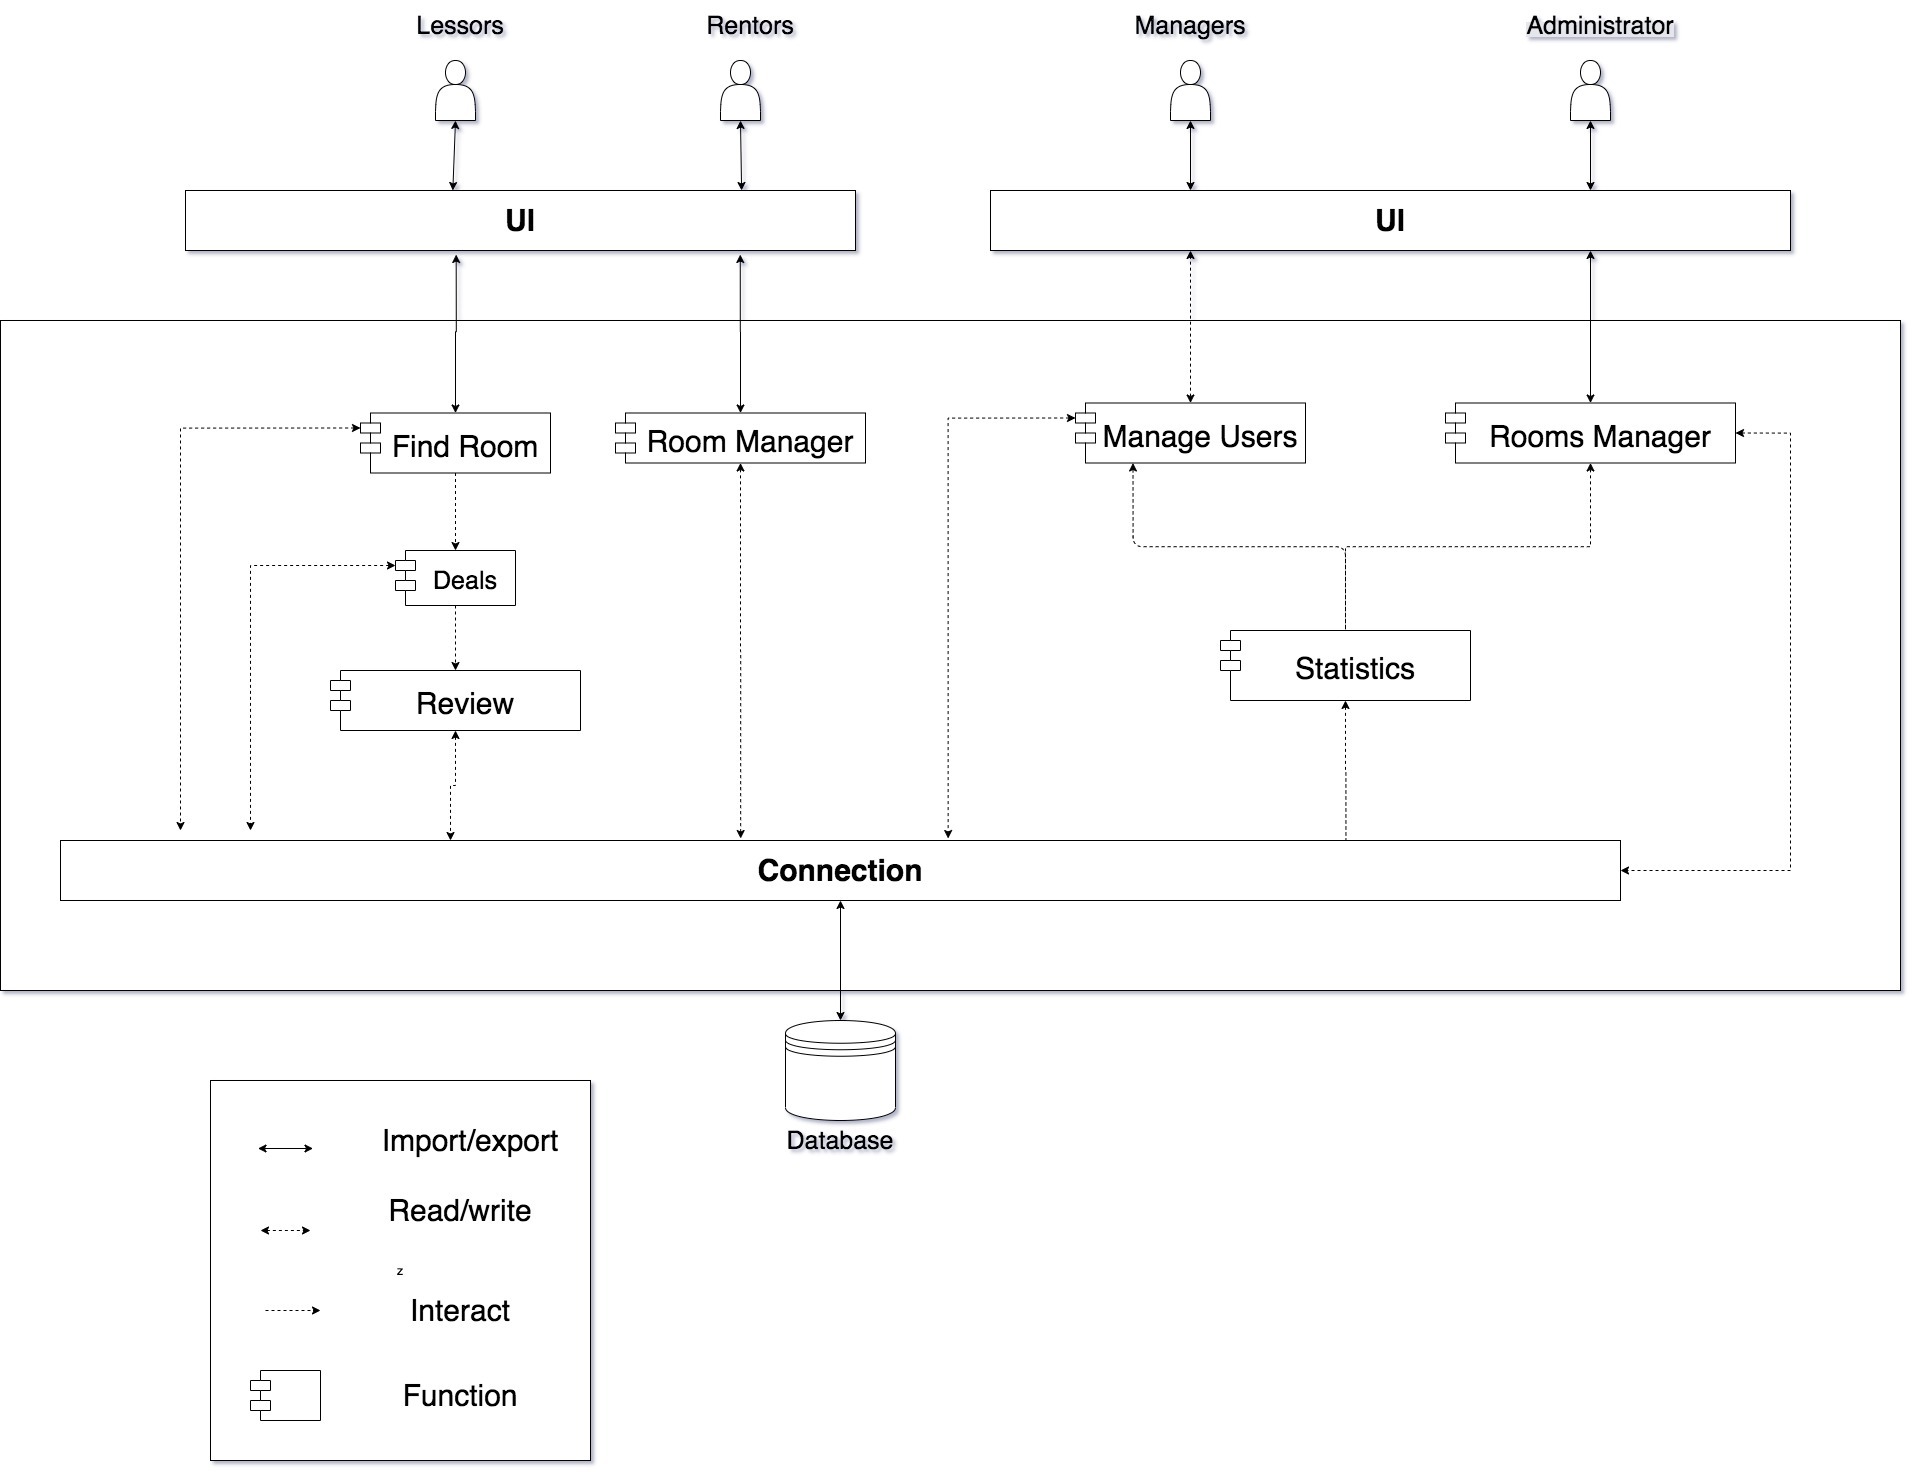 Lessors
Rentors
Managers
Administrator
UI
UI
Find Room
Room Manager
Manage Users
Rooms Manager
Deals
Statistics
Review
Connection
Database
Import/export
Read/write
z
Interact
Function